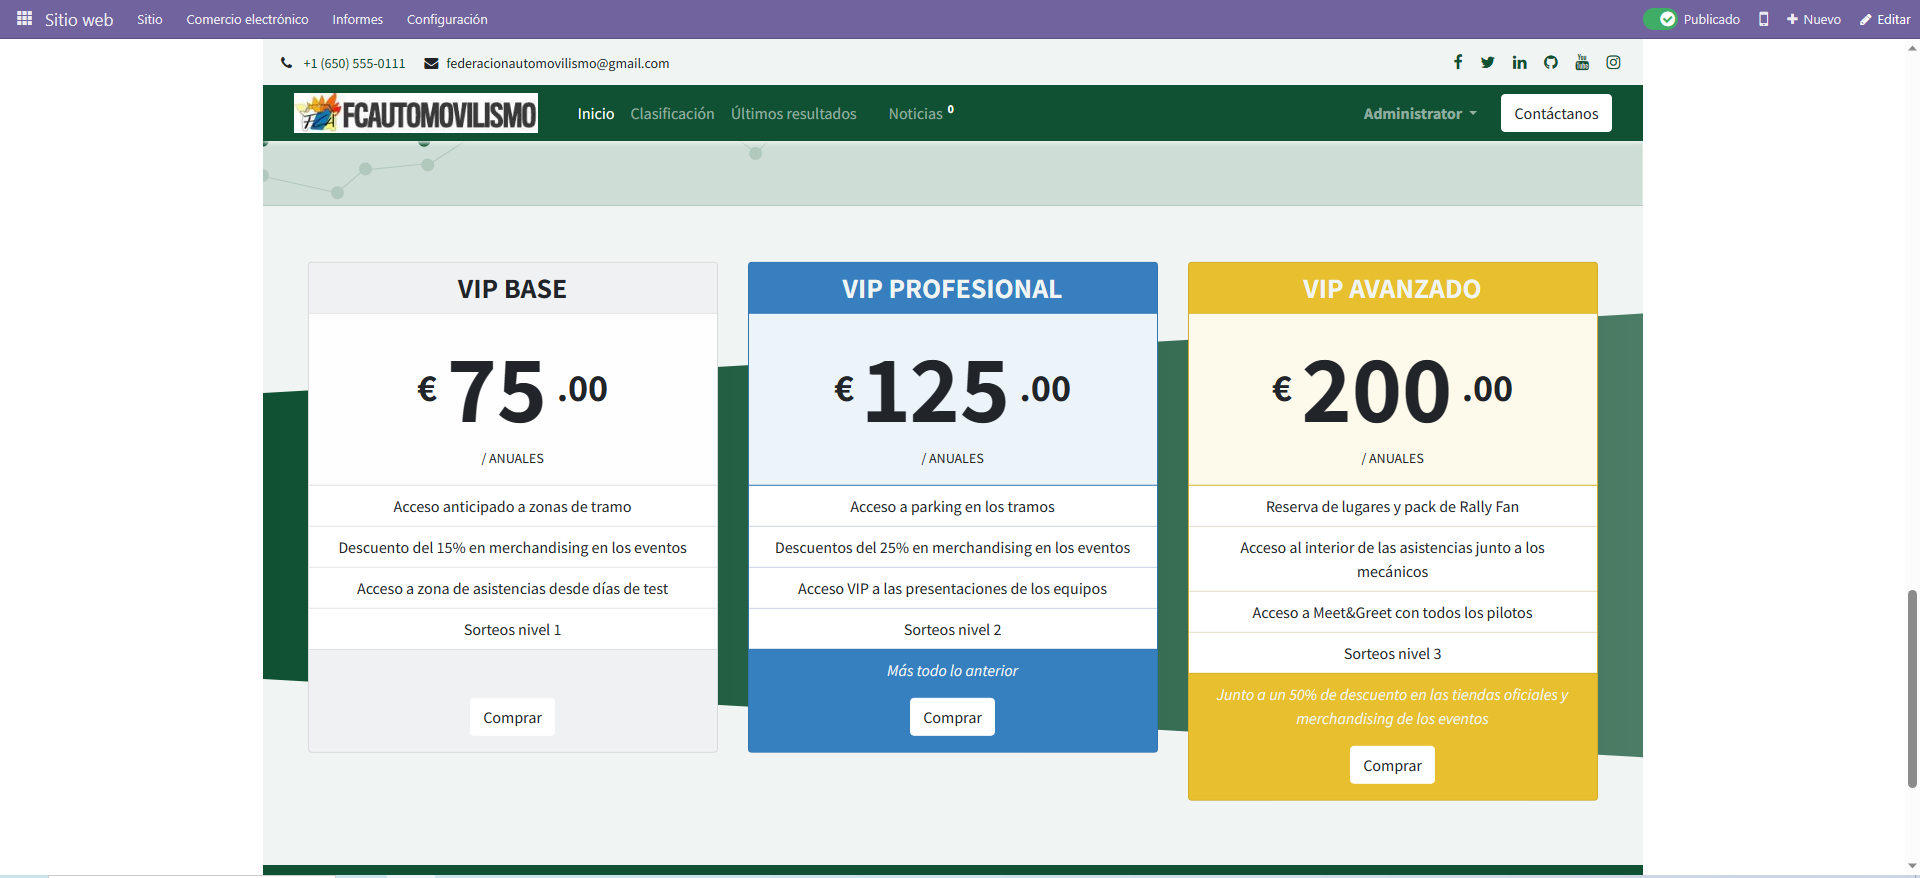 Sitio web Sitio Comercio electrónico Informes Configuración Publicado Nuevo Editar
+1 (650) 555-0111 federacionautomovilismo@gmail.com
FCAUTOMOVILISMO Inicio Clasificación Últimos resultados Noticias 0 Administrator Contáctanos
VIP BASE
€ 75 .00
/ ANUALES
Acceso anticipado a zonas de tramo
Descuento del 15% en merchandising en los eventos
Acceso a zona de asistencias desde días de test
Sorteos nivel 1
Comprar
VIP PROFESIONAL
€ 125 .00
/ ANUALES
Acceso a parking en los tramos
Descuentos del 25% en merchandising en los eventos
Acceso VIP a las presentaciones de los equipos
Sorteos nivel 2
Más todo lo anterior
Comprar
VIP AVANZADO
€ 200 .00
/ ANUALES
Reserva de lugares y pack de Rally Fan
Acceso al interior de las asistencias junto a los
mecánicos
Acceso a Meet&Greet con todos los pilotos
Sorteos nivel 3
Junto a un 50% de descuento en las tiendas oficiales y
merchandising de los eventos
Comprar